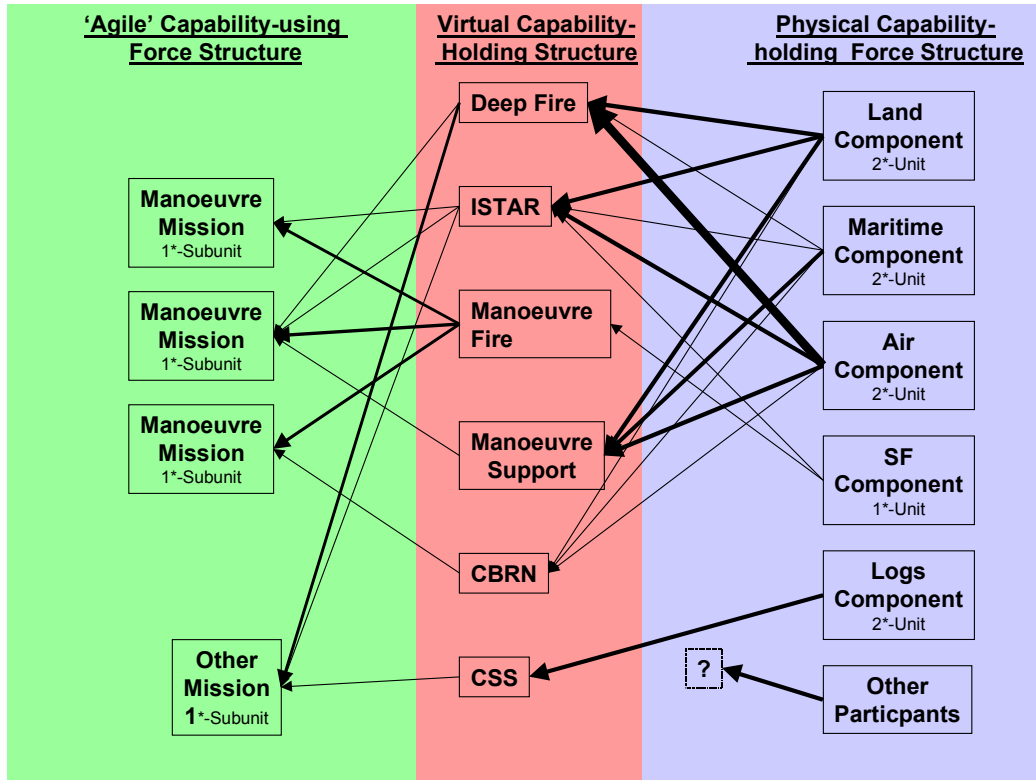 ‘Agile’ Capability-using
Force Structure
Virtual Capability-
Holding Structure
Physical Capability-
holding Force Structure
Manoeuvre
Mission
1*-Subunit
Manoeuvre
Mission
1*-Subunit
Manoeuvre
Mission
1*-Subunit
Other
Mission
1*-Subunit
Deep Fire
ISTAR
Manoeuvre
Fire
Manoeuvre
Support
CBRN
CSS
Land
Component
2*-Unit
Maritime
Component
2*-Unit
Air
Component
2*-Unit
SF
Component
1*-Unit
Logs
Component
2*-Unit
?
Other
Particpants